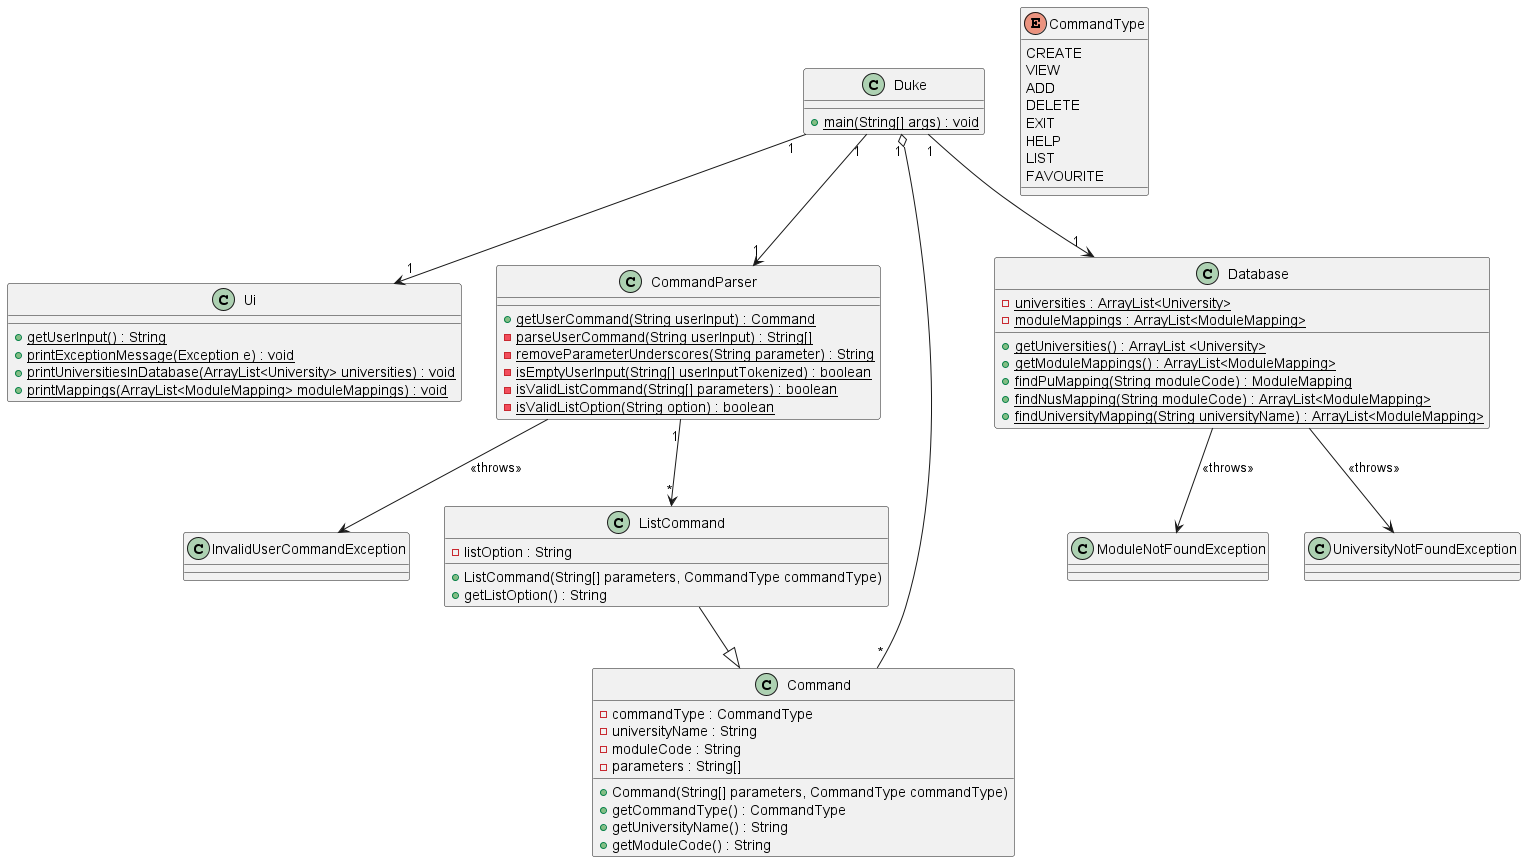 E CommandType
CREATE
VIEW
ADD
DELETE
EXIT
HELP
LIST
FAVOURITE
C Duke
main(String[] args) : void
1
1
1
1
1
1
1
C Ui
getUserInput() : String
printExceptionMessage(Exception e) : void
printUniversitiesInDatabase(ArrayList<University> universities) : void
printMappings(ArrayList<ModuleMapping> moduleMappings) : void
C CommandParser
getUserCommand(String userInput) : Command
parseUserCommand(String userInput) : String[]
removeParameterUnderscores(String parameter) : String
isEmptyUserInput(String[] userInputTokenized) : boolean
isValidListCommand(String[] parameters) : boolean
isValidListOption(String option) : boolean
C Database
universities : ArrayList<University>
moduleMappings : ArrayList<ModuleMapping>
getUniversities() : ArrayList <University>
getModuleMappings() : ArrayList<ModuleMapping>
findPuMapping(String moduleCode) : ModuleMapping
findNusMapping(String moduleCode) : ArrayList<ModuleMapping>
findUniversityMapping(String universityName) : ArrayList<ModuleMapping>
«throws»
1
*
«throws»
«throws»
C InvalidUserCommandException
C ListCommand
listOption : String
ListCommand(String[] parameters, CommandType commandType)
getListOption() : String
C ModuleNotFoundException
C UniversityNotFoundException
*
C Command
commandType : CommandType
universityName : String
moduleCode : String
parameters : String[]
Command(String[] parameters, CommandType commandType)
getCommandType() : CommandType
getUniversityName() : String
getModuleCode() : String